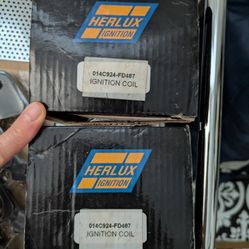 HERLUX
IGNITION
014C924-FD487
IGNITION COIL
HERLUX
IGNITION
014C924-FD487
IGNITION COIL